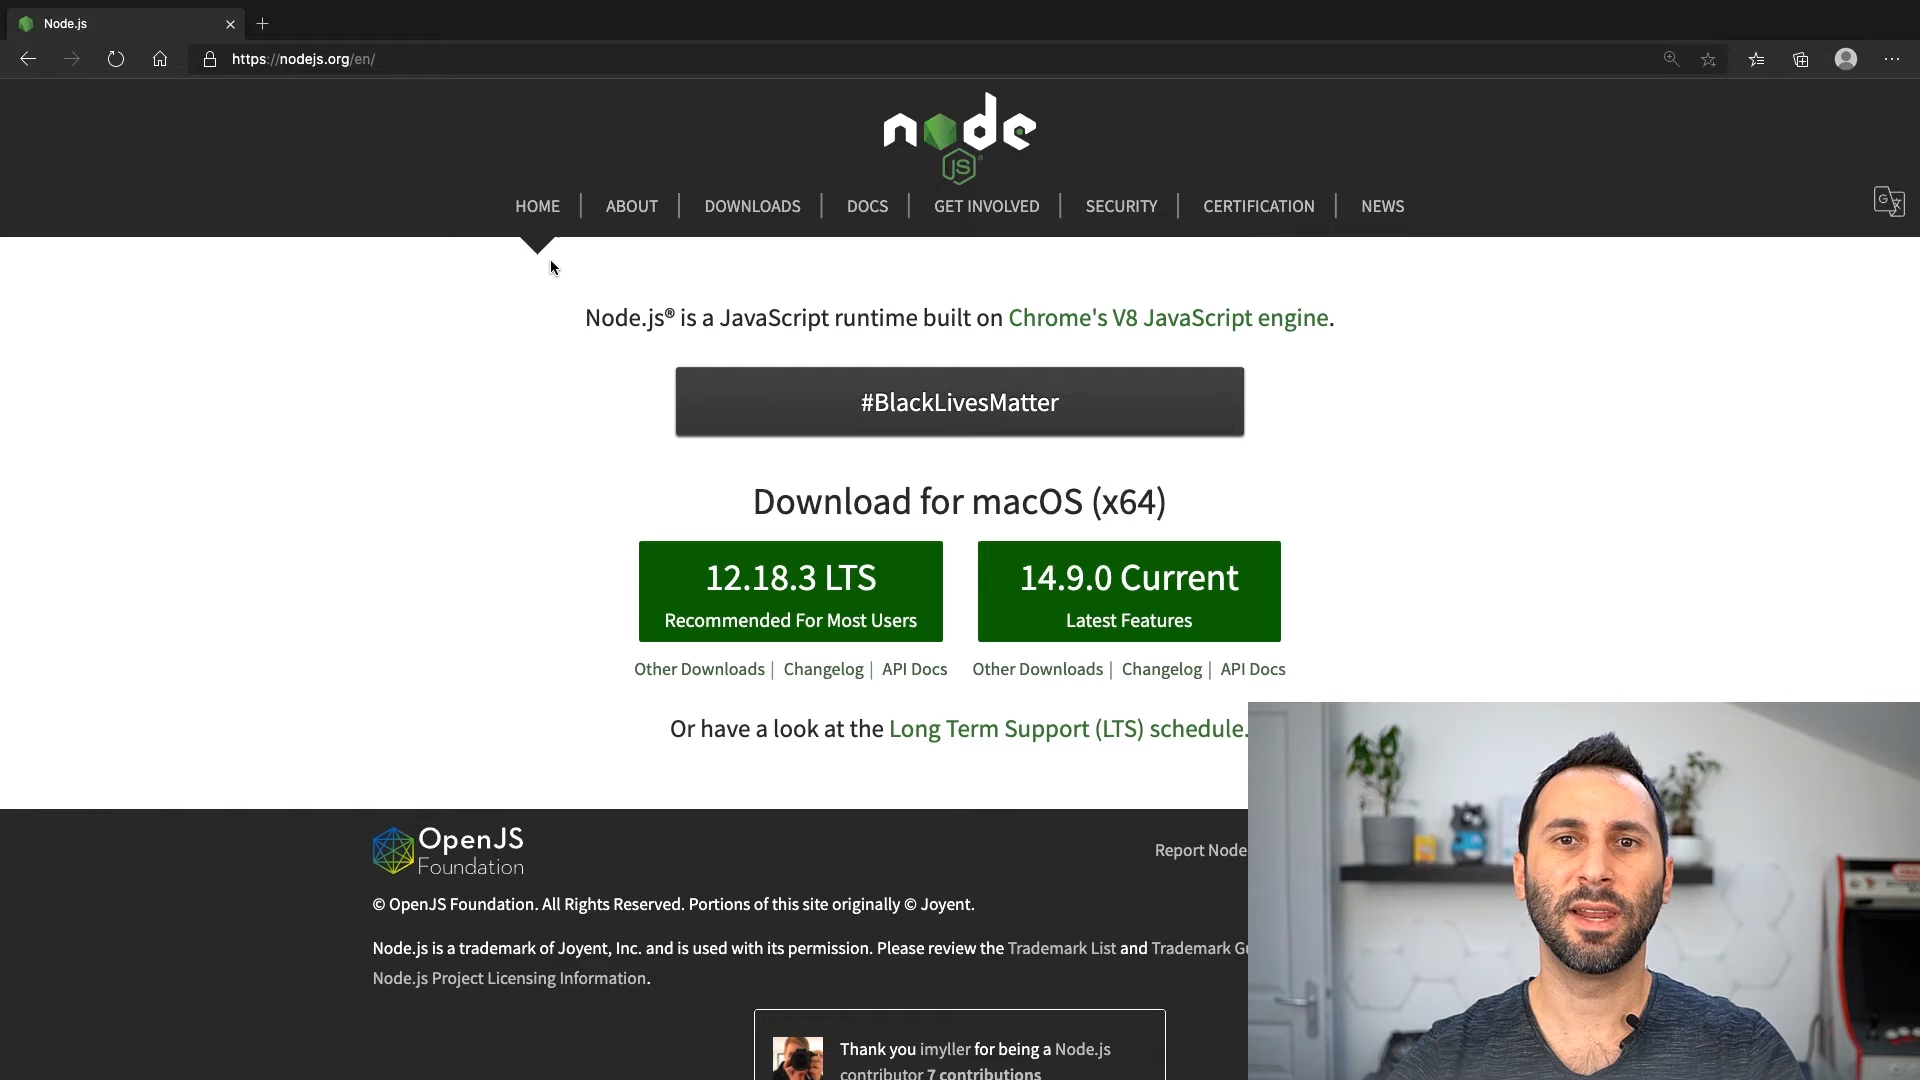 Node.js
https://nodejs.org/en/
node
JS
HOME
ABOUT
DOWNLOADS
DOCS
GET INVOLVED
SECURITY
CERTIFICATION
NEWS
Node.js® is a JavaScript runtime built on Chrome's V8 JavaScript engine.
#BlackLivesMatter
Download for macOS (x64)
12.18.3 LTS
Recommended For Most Users
14.9.0 Current
Latest Features
Other Downloads | Changelog | API Docs
Other Downloads | Changelog | API Docs
Or have a look at the Long Term Support (LTS) schedule.
OpenJS
Foundation
Report Node
© OpenJS Foundation. All Rights Reserved. Portions of this site originally © Joyent.
Node.js is a trademark of Joyent, Inc. and is used with its permission. Please review the Trademark List and Trademark
Node.js Project Licensing Information.
Thank you imyller for being a Node.js
contributor 7 contributions